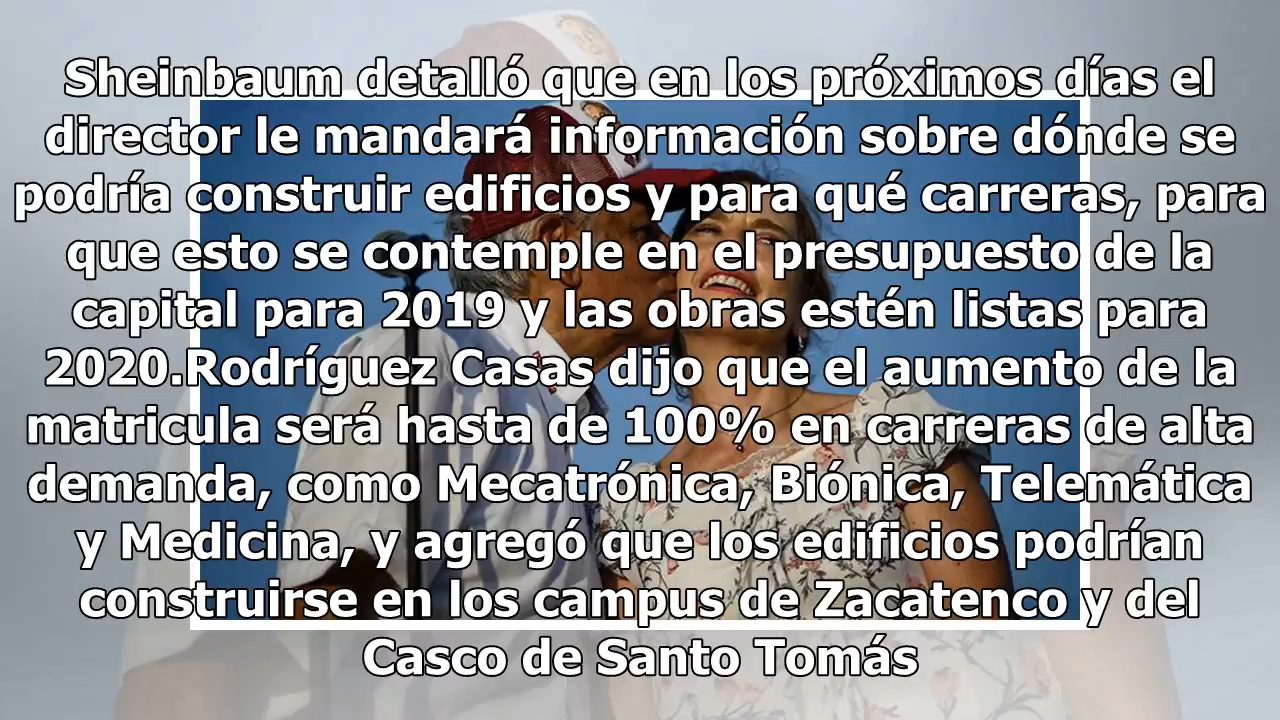 Sheinbaum detalló que en los próximos días el
director le mandará información sobre dónde se
podría construir edificios y para qué carreras, para
que esto se contemple en el presupuesto de la
capital para 2019 y las obras estén listas para
2020.Rodríguez Casas dijo que el aumento de la
matricula será hasta de 100% en carreras de alta
demanda, como Mecatrónica, Biónica, Telemática
y Medicina, y agregó que los edificios podrían
construirse en los campus de Zacatenco y del
Casco de Santo Tomás